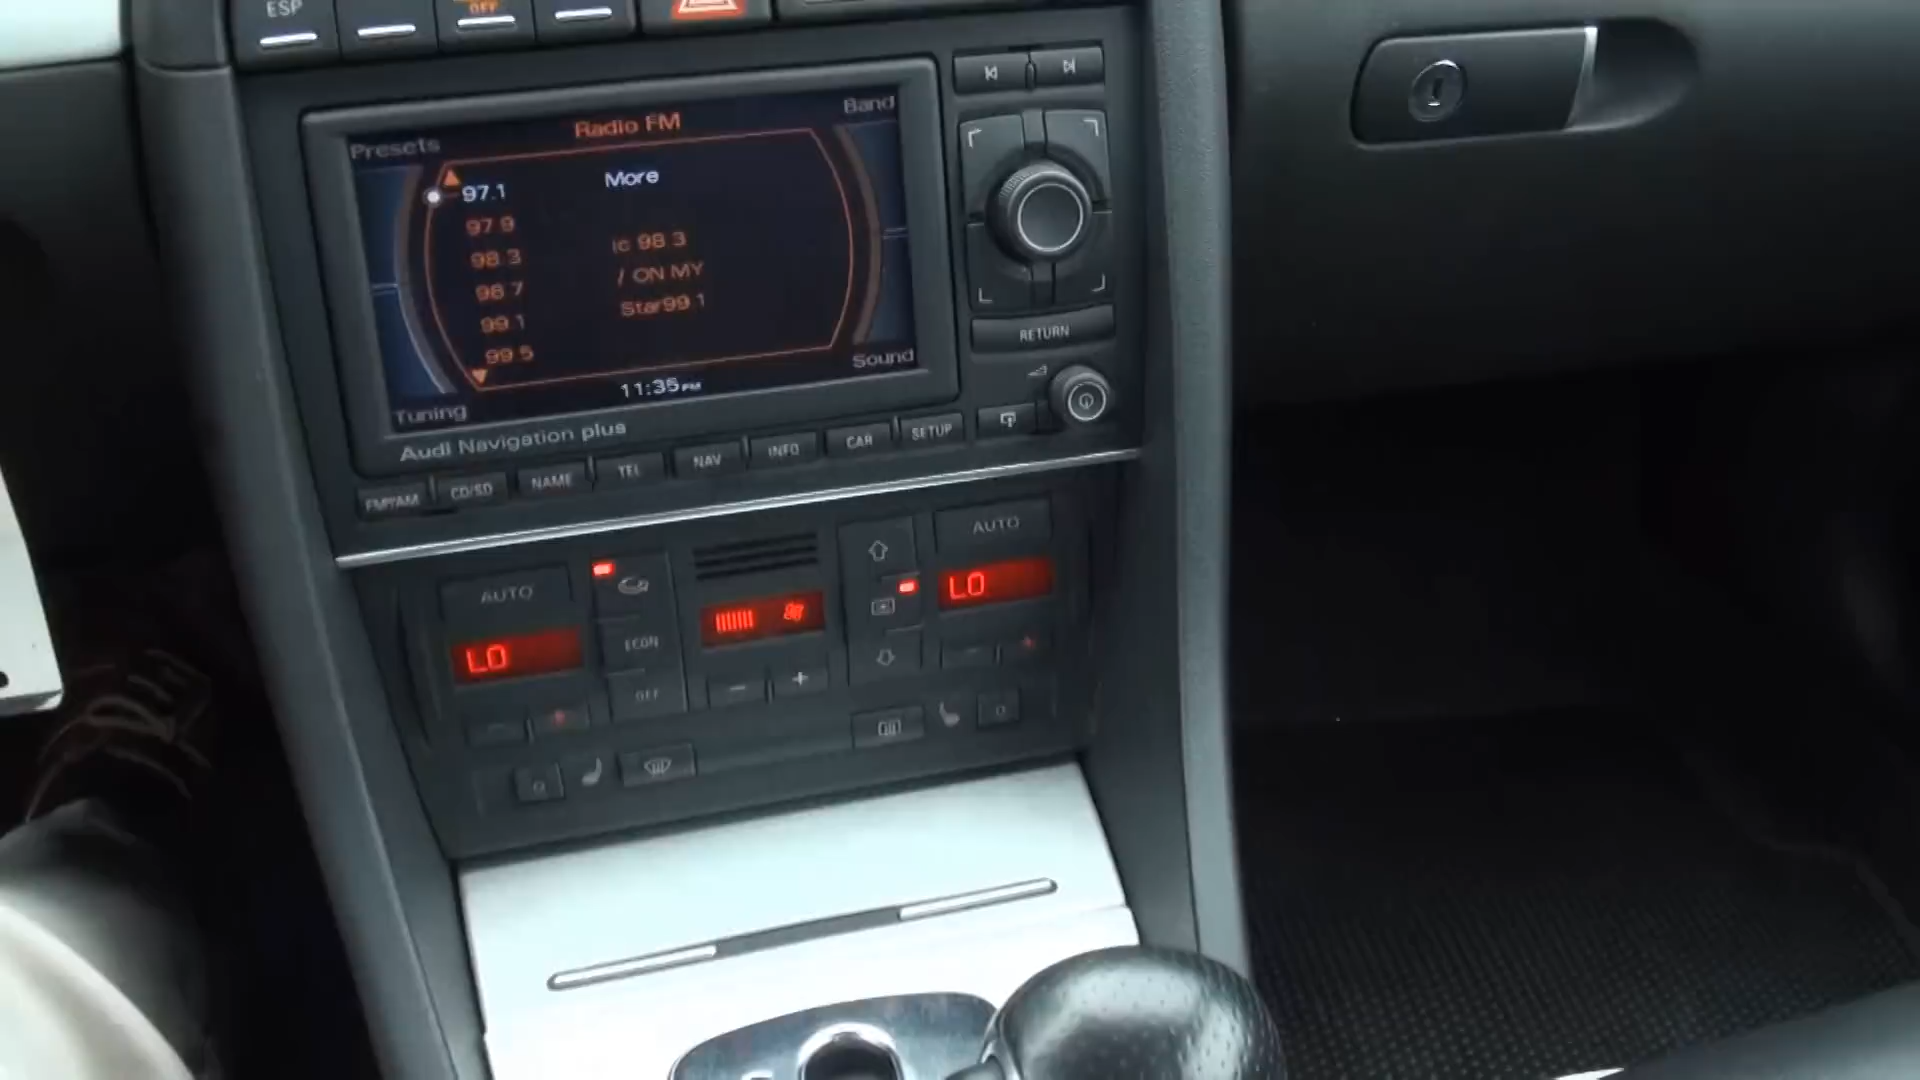 ESP
OFF
Presets
Radio FM
Band
97.1 More
97.9
98.3 ic 98.3
98.7 / ON MY
99.1 Star99.1
99.5
Tuning
11:35 PM
Sound
RETURN
Audi Navigation plus
FM/AM CD/SD NAME TEL NAV INFO CAR SETUP
AUTO
AUTO
LO
LO
ECON
OFF